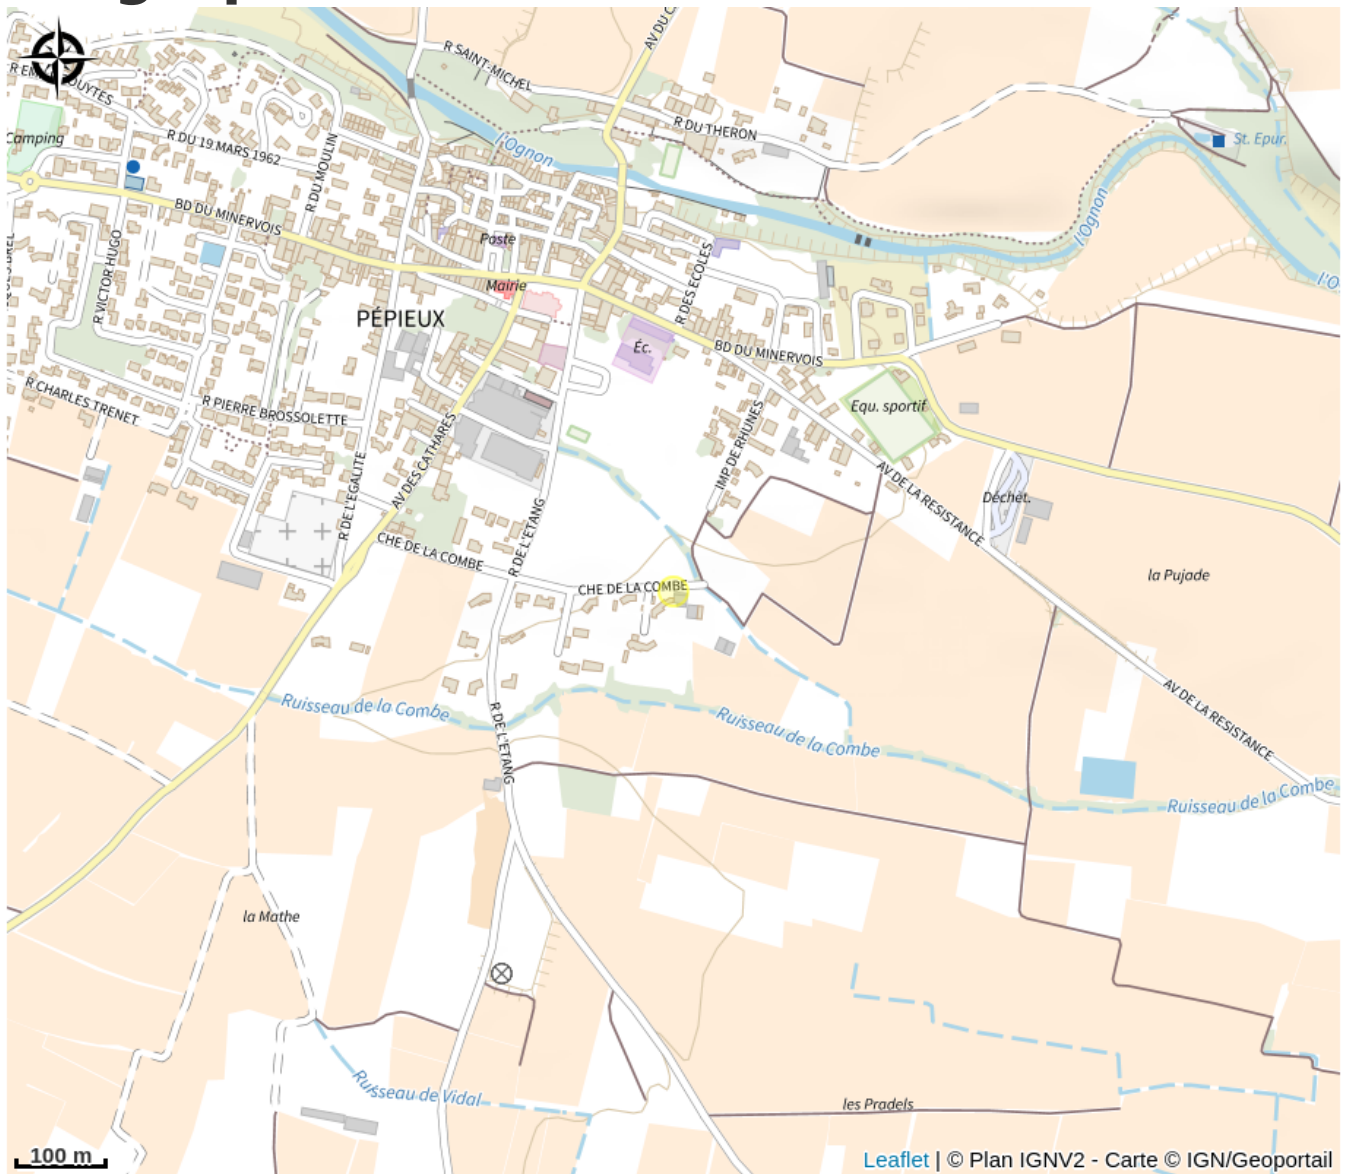 R SAINT-MICHEL
AV DU C
R DU 19 MARS 1962
R DU THERON
Camping
l'Ognon
St. Epur.
R DU MOULIN
BD DU MINERVOIS
l'Ognon
Poste
R VICTOR HUGO
R DES ECOLES
Mairie
PÉPIEUX
Éc.
BD DU MINERVOIS
R CHARLES TRENET
R PIERRE BROSSOLETTE
Equ. sportif
AV DES CATHARES
IMP DE RHUNES
R DE L'EGALITE
AV DE LA RESISTANCE
Déchet.
R DE L'ETANG
CHE DE LA COMBE
CHE DE LA COMBE
la Pujade
Ruisseau de la Combe
R DE L'ETANG
Ruisseau de la Combe
AV DE LA RESISTANCE
Ruisseau de la Combe
la Mathe
Ruisseau de Vidal
les Pradels
100 m
Leaflet | © Plan IGNV2 - Carte © IGN/Geoportail